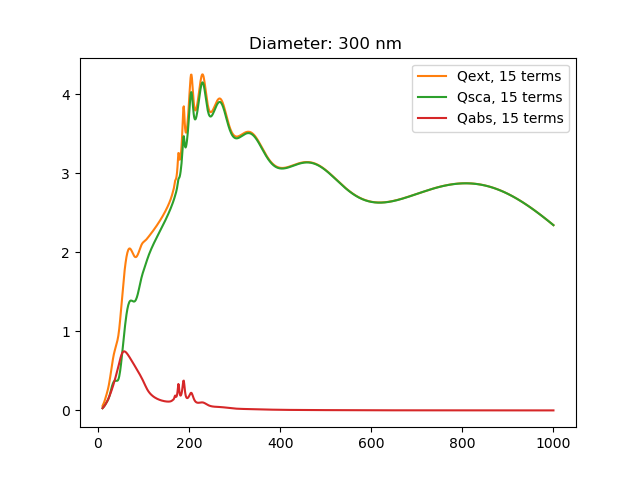 Diameter: 300 nm
Qext, 15 terms
Qsca, 15 terms
Qabs, 15 terms
4
3
2
1
0
0 200 400 600 800 1000